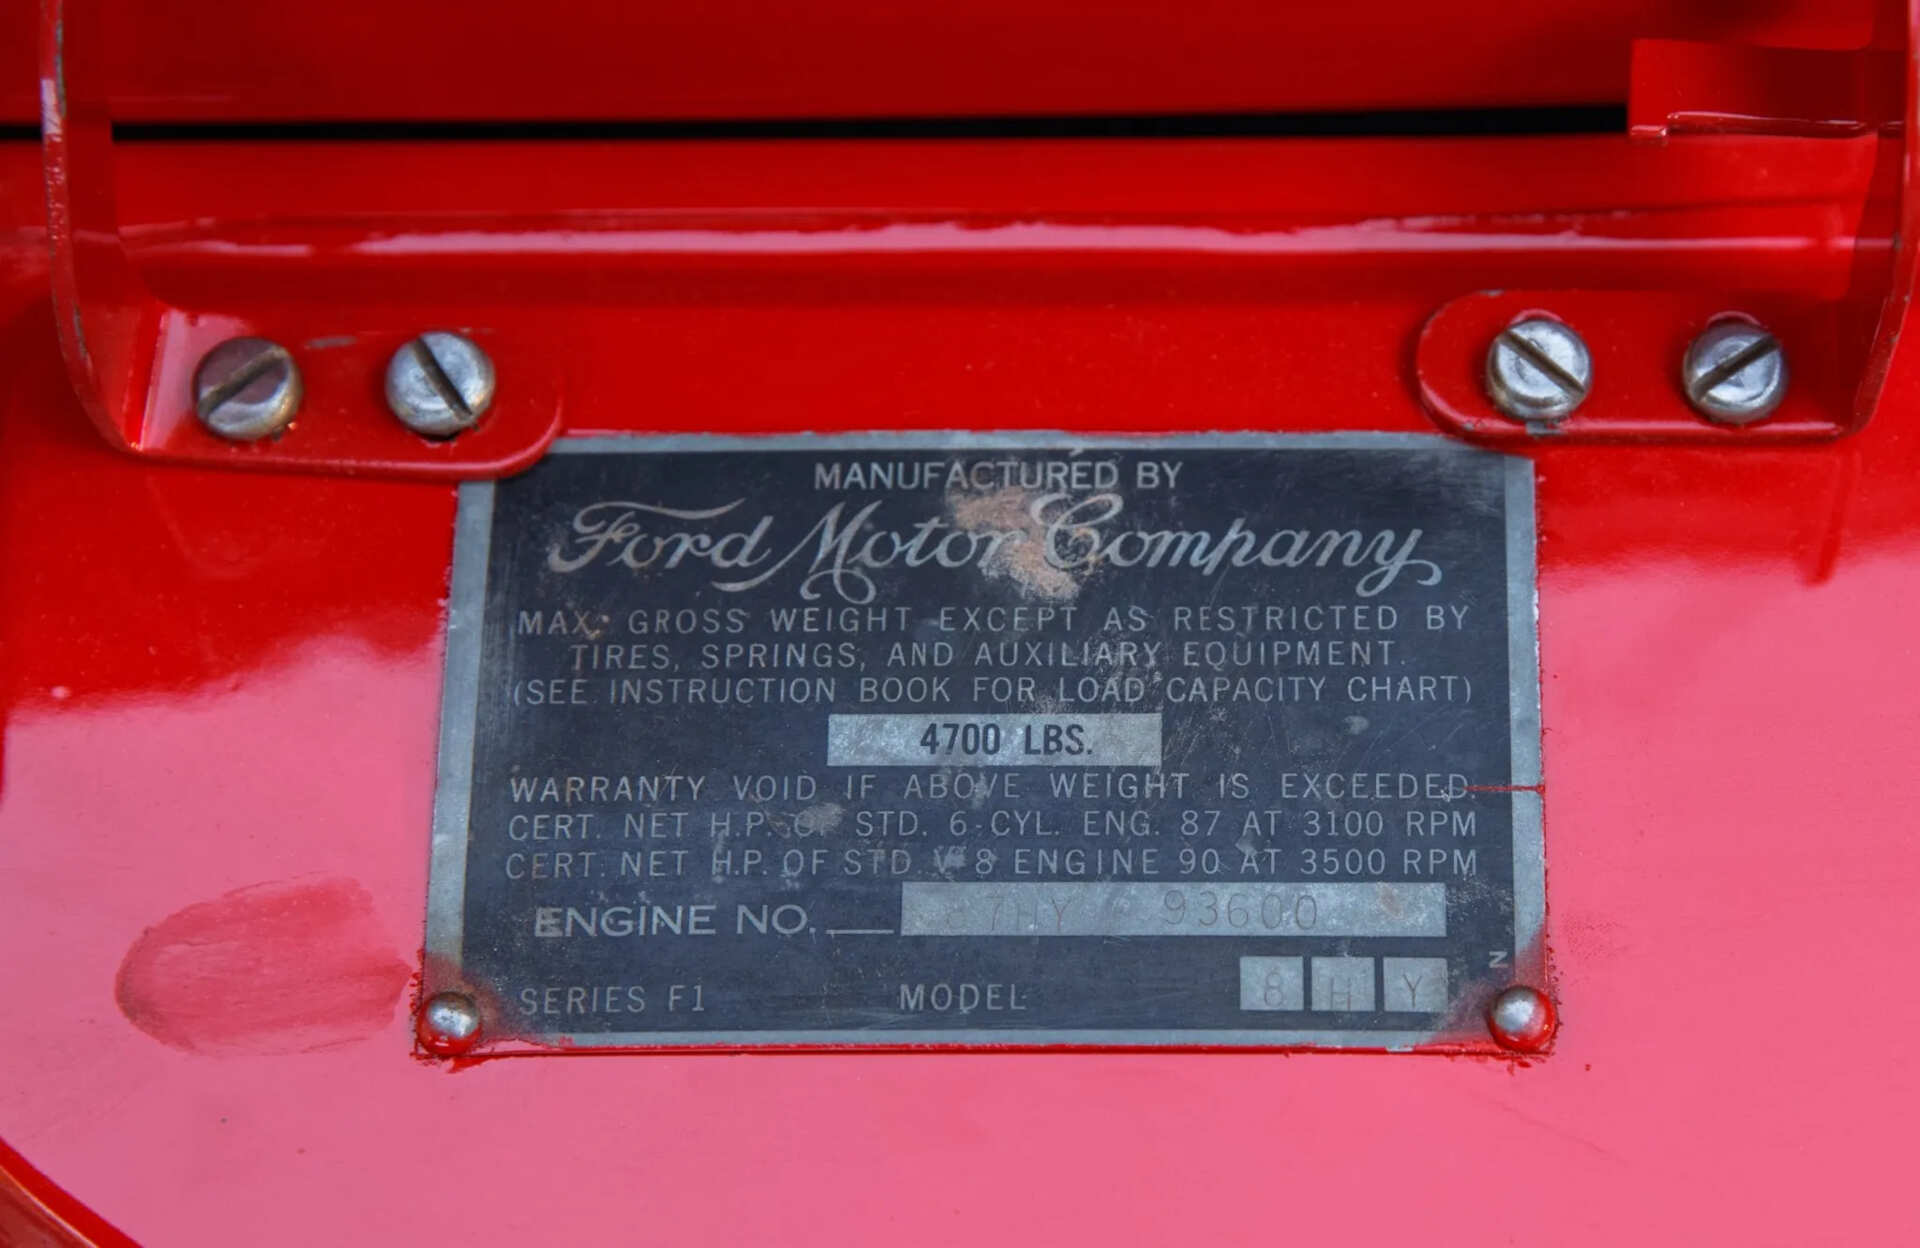 MANUFACTURED BY
Ford Motor Company
MAX. GROSS WEIGHT EXCEPT AS RESTRICTED BY
TIRES, SPRINGS, AND AUXILIARY EQUIPMENT.
(SEE INSTRUCTION BOOK FOR LOAD CAPACITY CHART)
4700 LBS.
WARRANTY VOID IF ABOVE WEIGHT IS EXCEEDED.
CERT. NET H.P. OF STD. 6-CYL. ENG. 87 AT 3100 RPM
CERT. NET H.P. OF STD. V-8 ENGINE 90 AT 3500 RPM
ENGINE NO. 93600
N
SERIES F1 MODEL 8 H Y